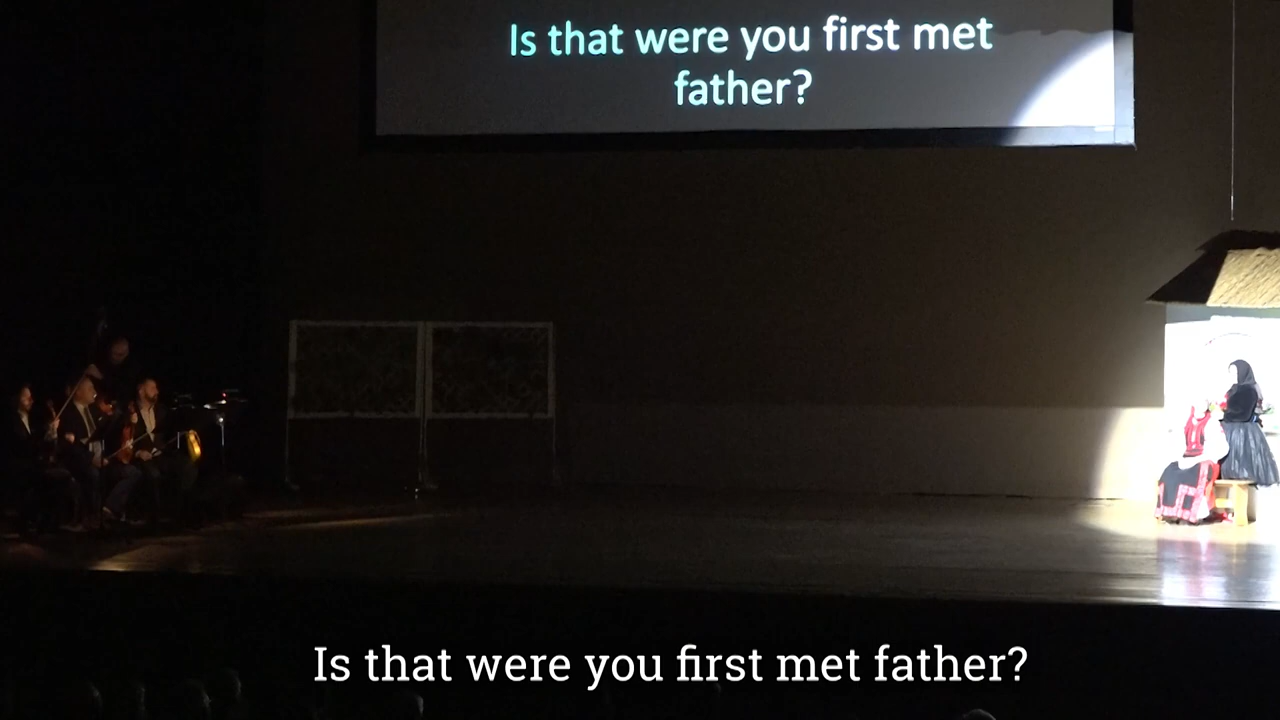 Is that were you first met
father?
Is that were you first met father?